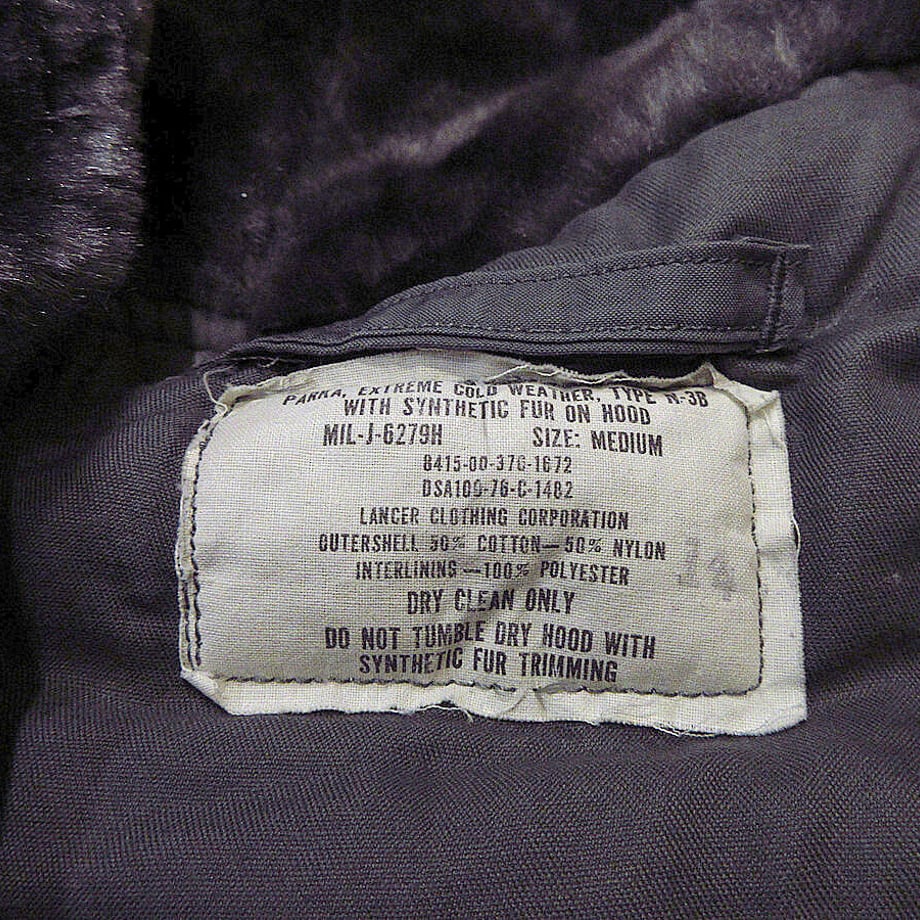 PARKA, EXTREME COLD WEATHER, TYPE N-3B
WITH SYNTHETIC FUR ON HOOD
MIL-J-6279H SIZE: MEDIUM
8415-00-376-1672
DSA100-76-C-1482
LANCER CLOTHING CORPORATION
OUTERSHELL 50% COTTON—50% NYLON
INTERLINING—100% POLYESTER
DRY CLEAN ONLY
DO NOT TUMBLE DRY HOOD WITH
SYNTHETIC FUR TRIMMING